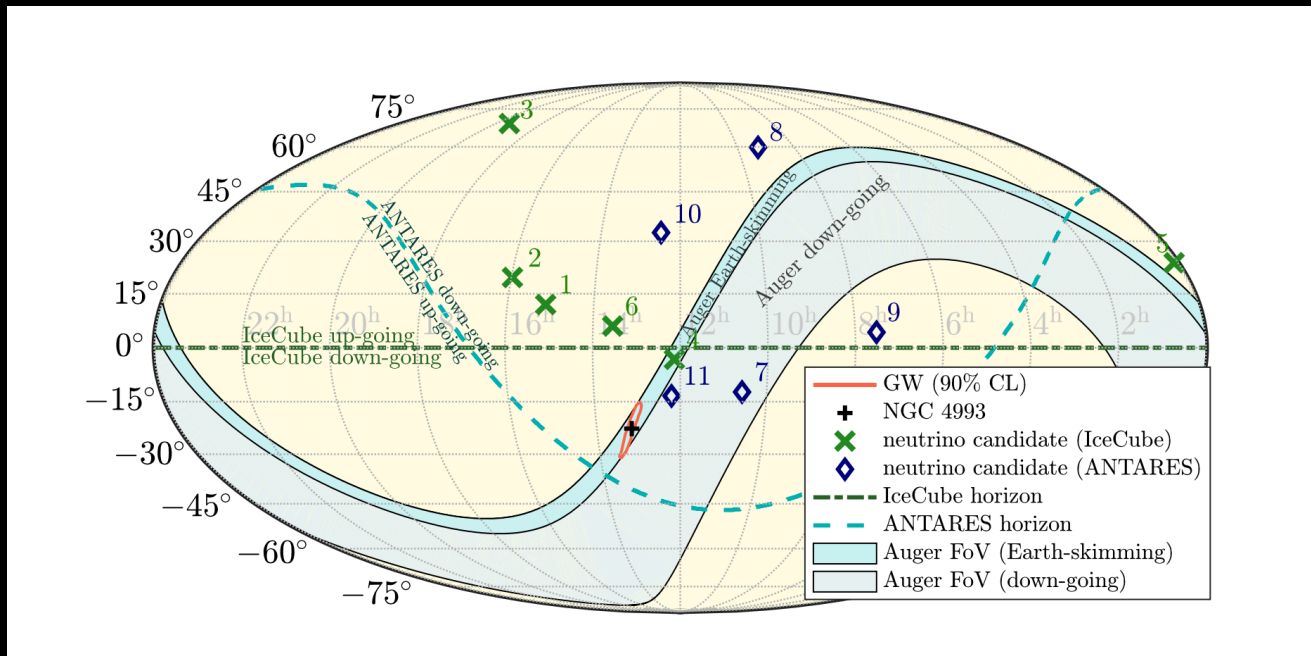 75°
60°
45°
30°
15°
0°
−15°
−30°
−45°
−60°
−75°
22h
20h
18h
16h
14h
12h
10h
8h
6h
4h
2h
3
8
10
2
1
6
5
9
4
11
7
ANTARES down-going
ANTARES up-going
IceCube up-going
IceCube down-going
Auger Earth-skimming
Auger down-going
GW (90% CL)
NGC 4993
neutrino candidate (IceCube)
neutrino candidate (ANTARES)
IceCube horizon
ANTARES horizon
Auger FoV (Earth-skimming)
Auger FoV (down-going)